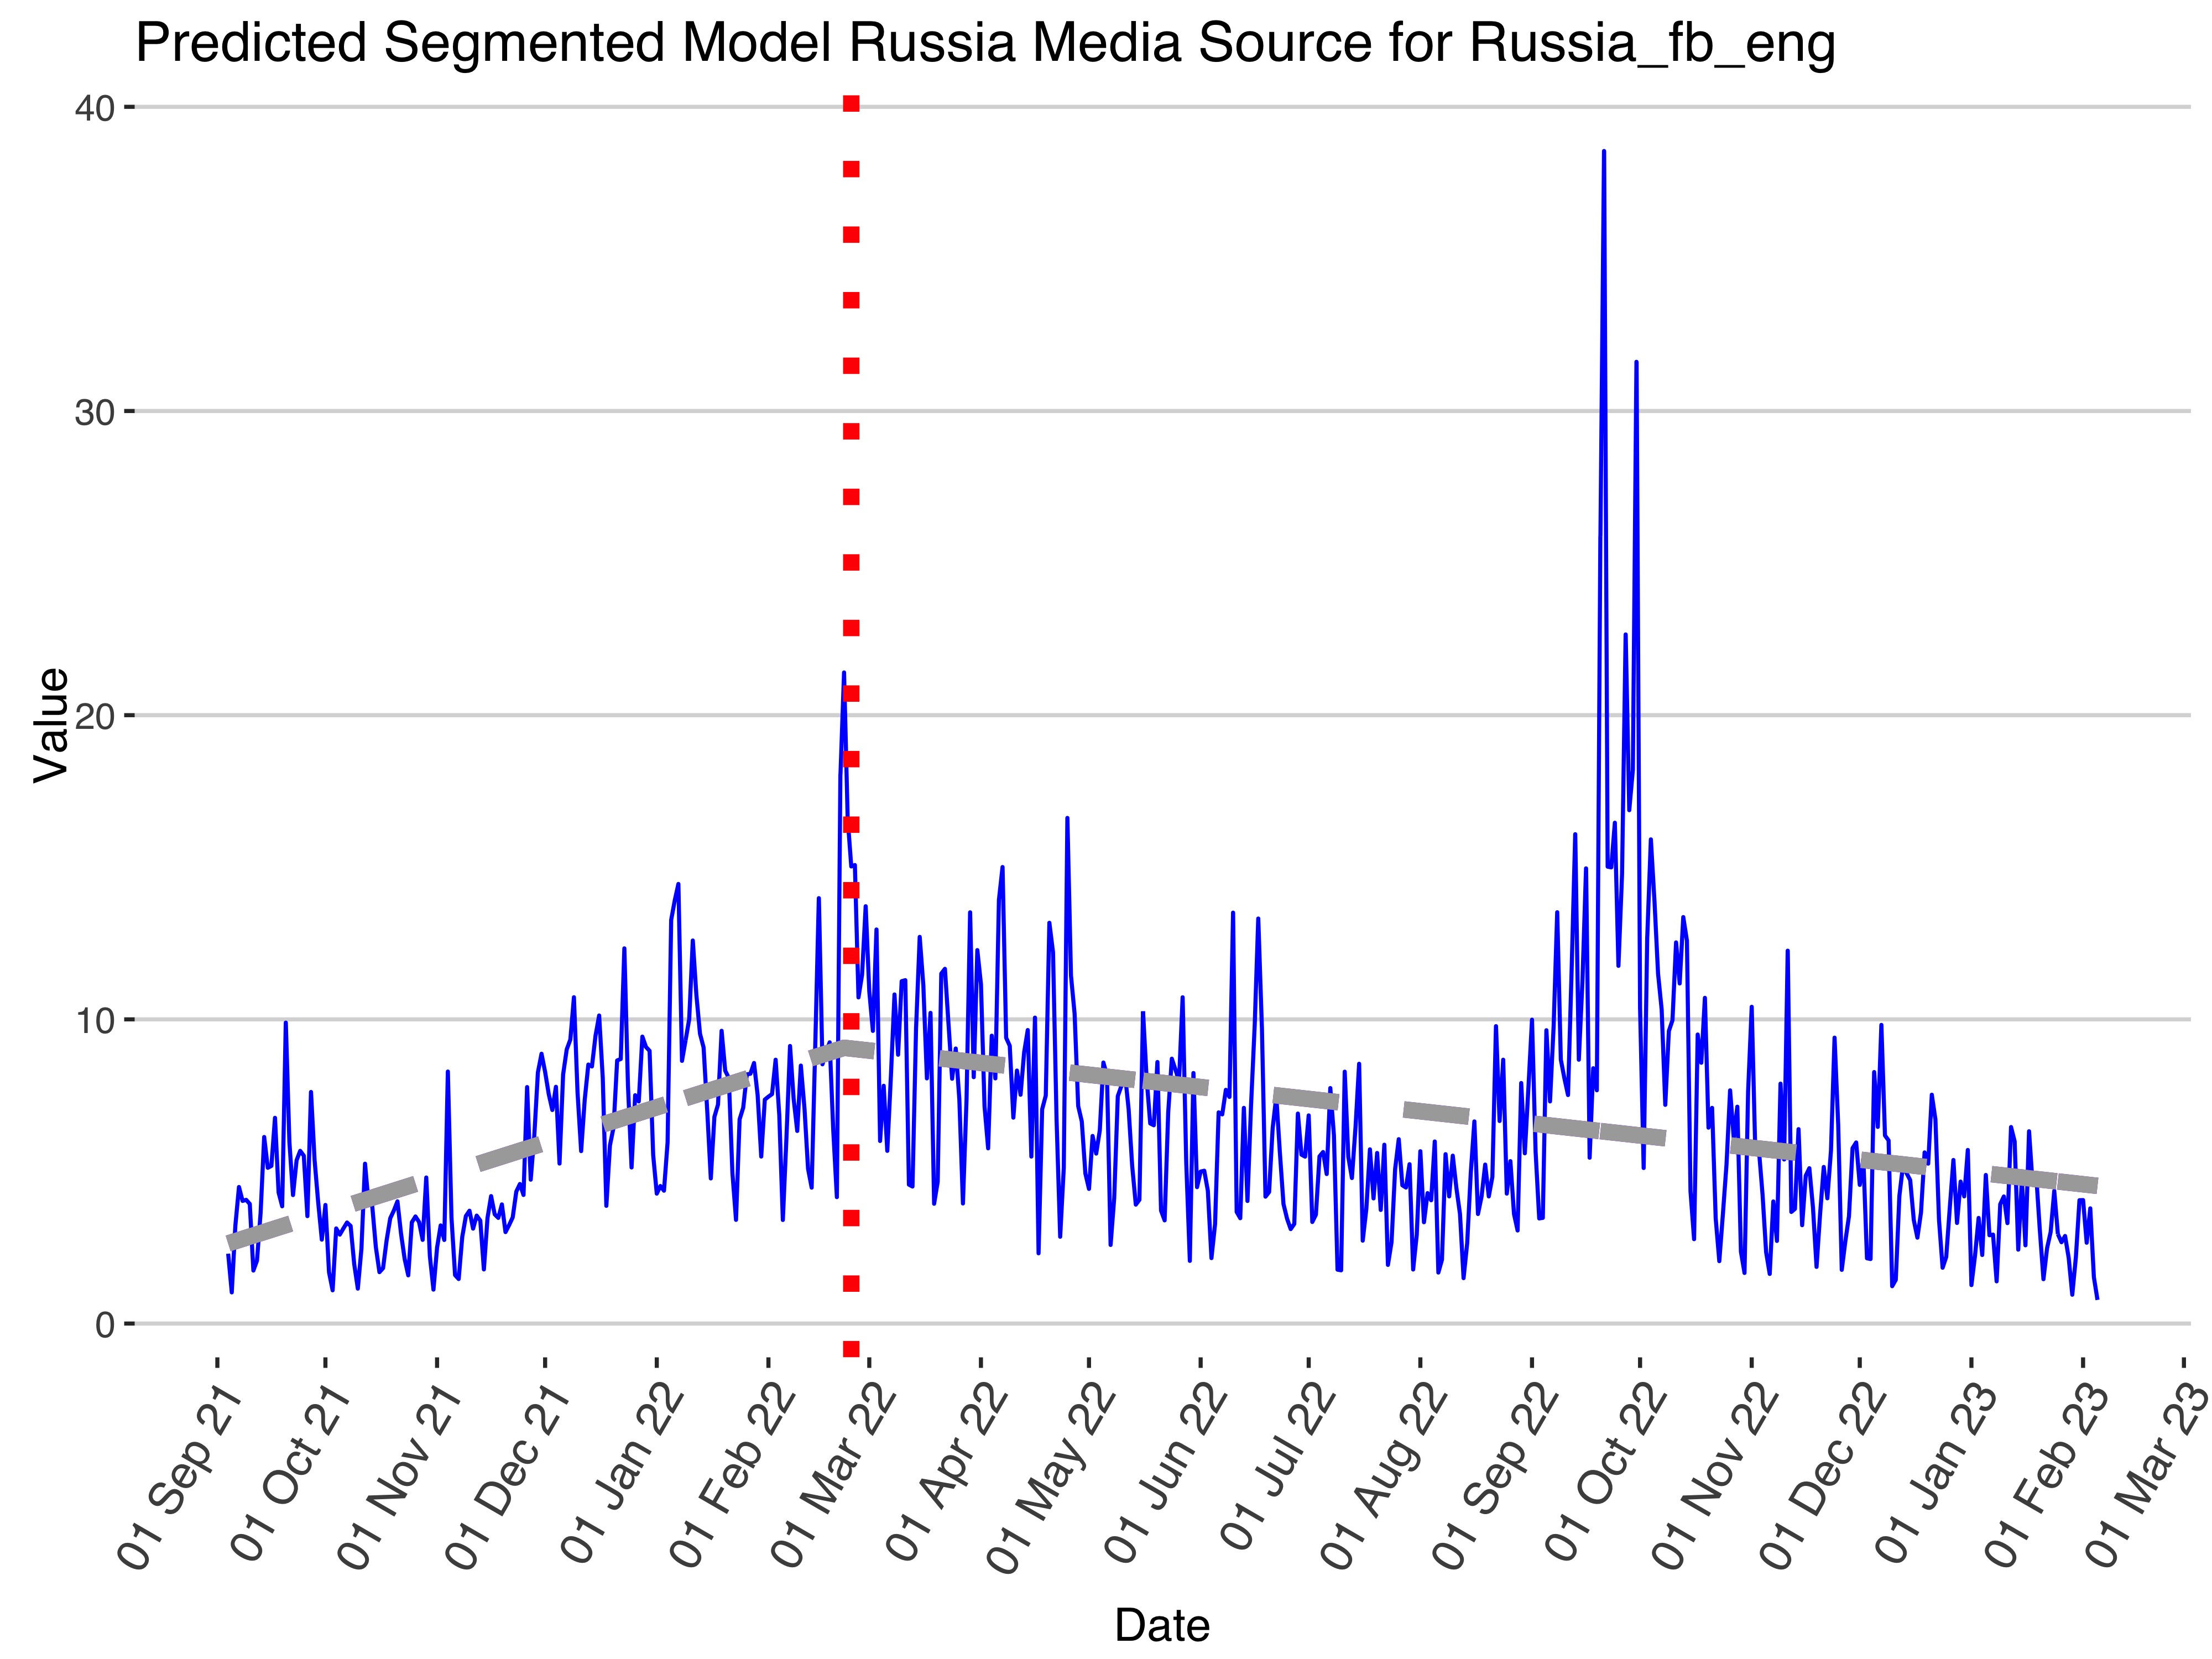 Predicted Segmented Model Russia Media Source for Russia_fb_eng
40
30
20
10
0
Value
01 Sep 21
01 Oct 21
01 Nov 21
01 Dec 21
01 Jan 22
01 Feb 22
01 Mar 22
01 Apr 22
01 May 22
01 Jun 22
01 Jul 22
01 Aug 22
01 Sep 22
01 Oct 22
01 Nov 22
01 Dec 22
01 Jan 23
01 Feb 23
01 Mar 23
Date